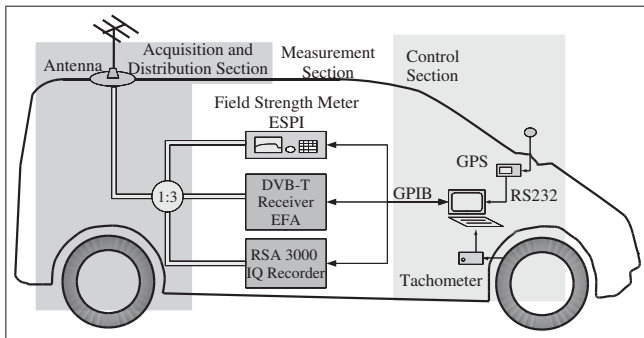 Antenna
Acquisition and
Distribution Section
Measurement
Section
Control
Section
Field Strength Meter
ESPI
1:3
DVB-T
Receiver
EFA
RSA 3000
IQ Recorder
GPIB
GPS
RS232
Tachometer